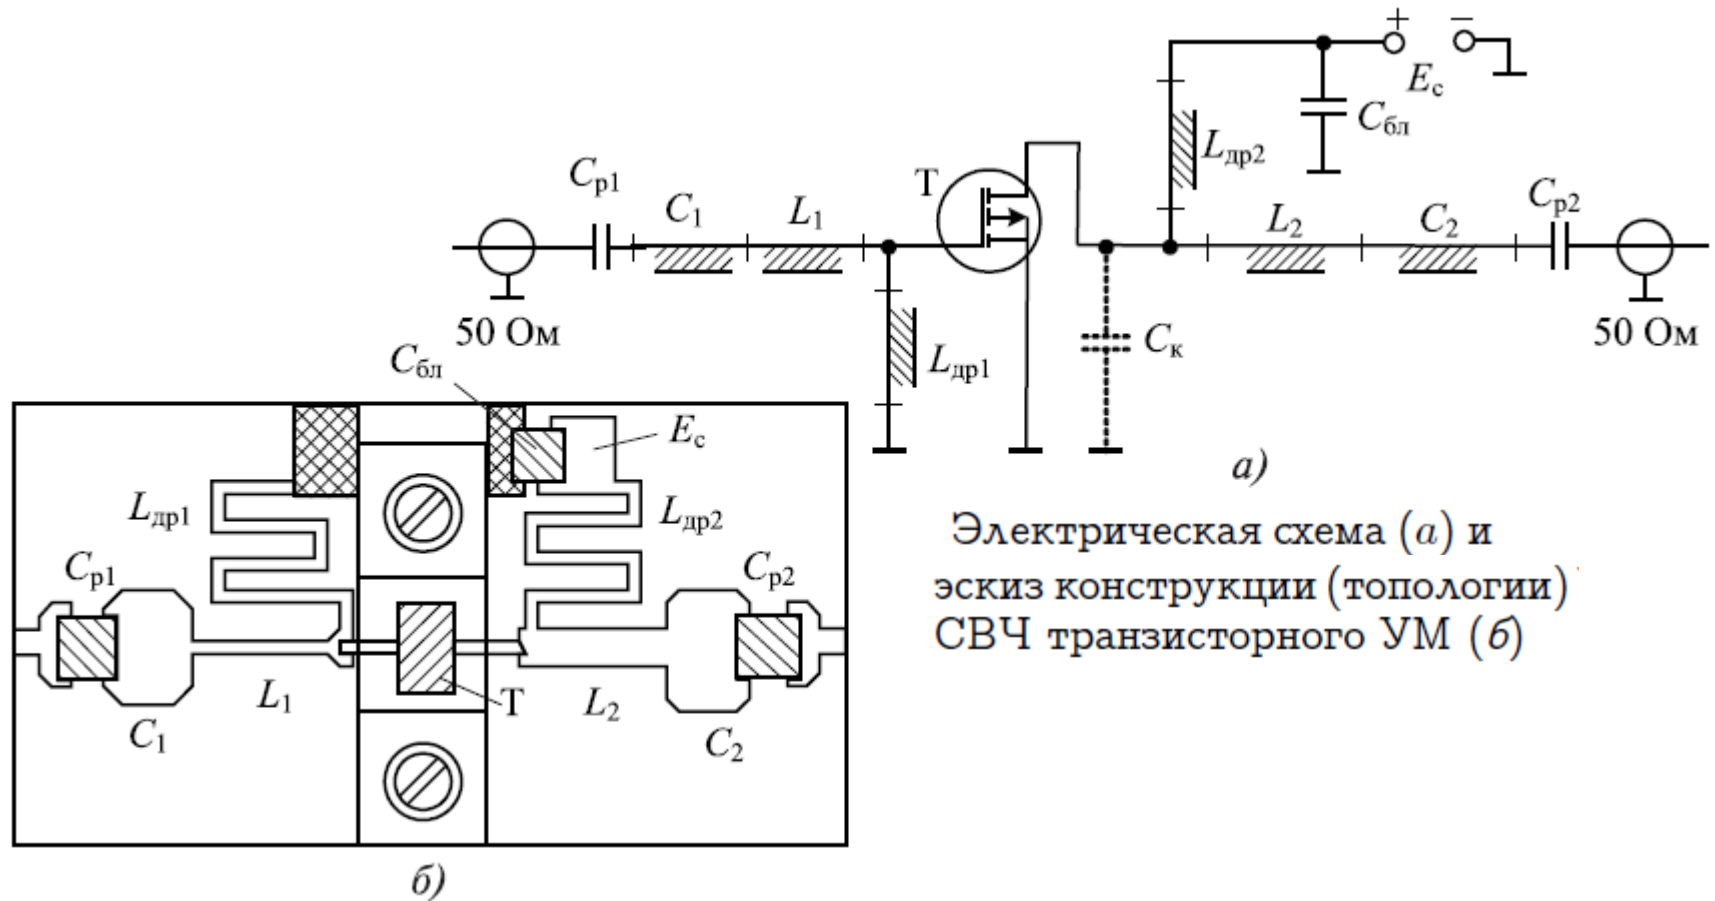 + −
Eс
Cбл
Lдр2
T
Cр1
C1
L1
Cр2
L2
C2
50 Ом
Lдр1
Cк
50 Ом
а)
Cбл
Eс
Lдр1
Lдр2
Cр1
Cр2
L1
T
L2
C1
C2
б)
Электрическая схема (а) и
эскиз конструкции (топологии)
СВЧ транзисторного УМ (б)